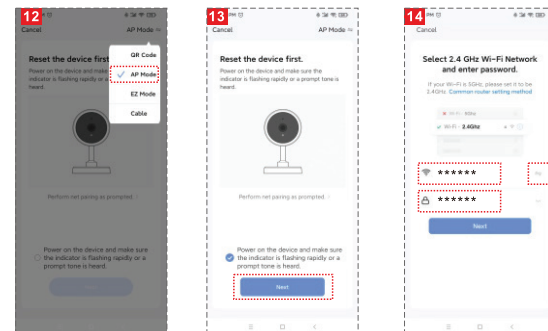 12
Cancel
AP Mode
Reset the device first
Power on the device and make
indicator is flashing rapidly or a
heard.
QR Code
AP Mode
EZ Mode
Cable
Perform net pairing as prompted.
Power on the device and make sure
the indicator is flashing rapidly or a
prompt tone is heard.
13
PM
Cancel
AP Mode
Reset the device first.
Power on the device and make sure the
indicator is flashing rapidly or a prompt tone is
heard.
Perform net pairing as prompted.
Power on the device and make sure
the indicator is flashing rapidly or a
prompt tone is heard.
Next
14
PM
Cancel
Select 2.4 GHz Wi-Fi Network
and enter password.
If your Wi-Fi is 5GHz, please set it to be
2.4GHz. Common router setting method
Wi-Fi - 5Ghz
Wi-Fi - 2.4Ghz
******
******
Next